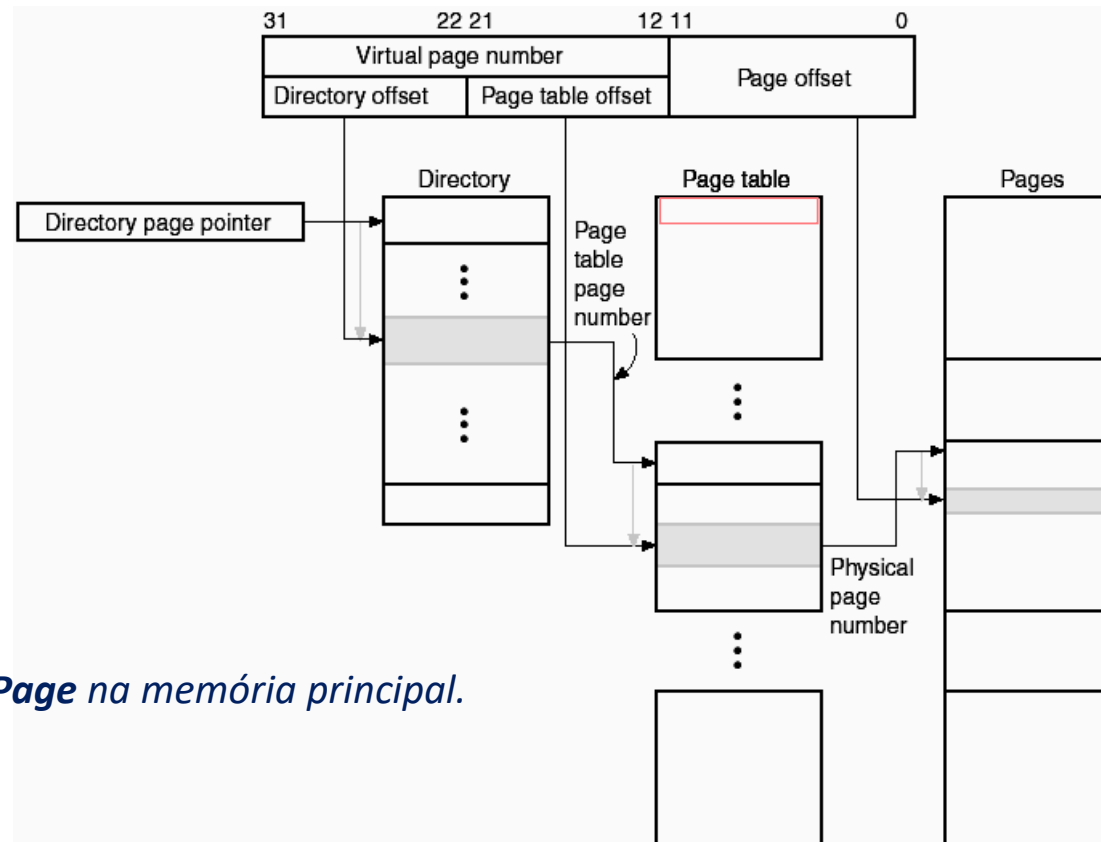 31
22 21
12 11
0
Virtual page number
Page offset
Directory offset
Page table offset
Directory
Page table
Pages
Directory page pointer
Page
table
page
number
Physical
page
number
Page na memória principal.